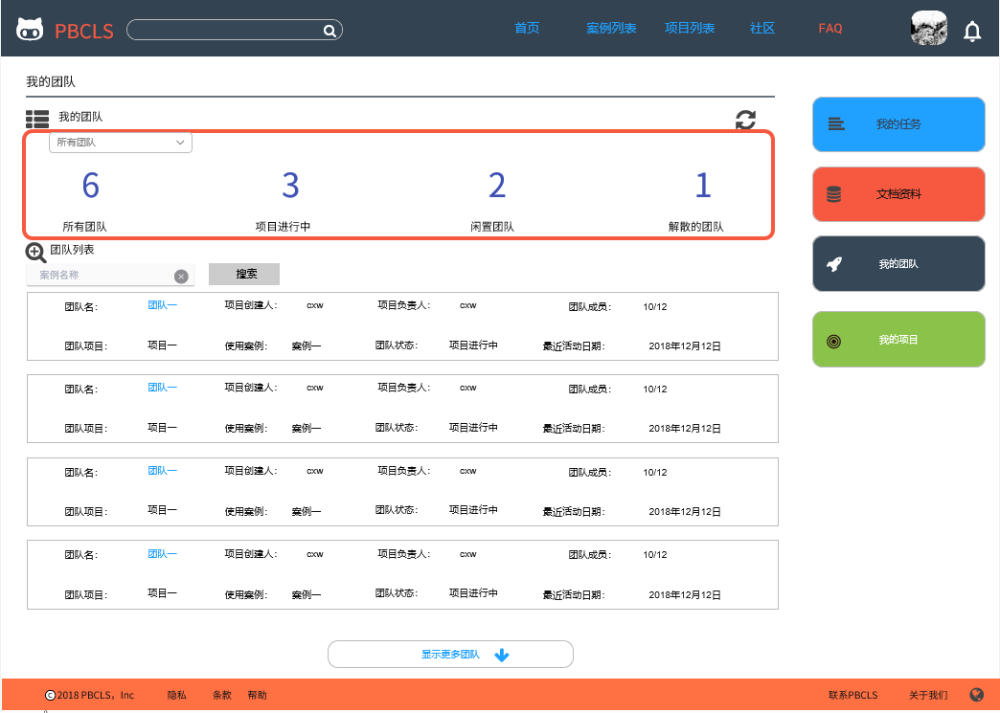 PBCLS 首页 案例列表 项目列表 社区 FAQ
我的团队
我的团队
所有团队
6 3 2 1
所有团队 项目进行中 闲置团队 解散的团队
团队列表
案例名称 搜索
团队名: 团队一 项目创建人: cxw 项目负责人: cxw 团队成员: 10/12
团队项目: 项目一 使用案例: 案例一 团队状态: 项目进行中 最近活动日期: 2018年12月12日
团队名: 团队一 项目创建人: cxw 项目负责人: cxw 团队成员: 10/12
团队项目: 项目一 使用案例: 案例一 团队状态: 项目进行中 最近活动日期: 2018年12月12日
团队名: 团队一 项目创建人: cxw 项目负责人: cxw 团队成员: 10/12
团队项目: 项目一 使用案例: 案例一 团队状态: 项目进行中 最近活动日期: 2018年12月12日
团队名: 团队一 项目创建人: cxw 项目负责人: cxw 团队成员: 10/12
团队项目: 项目一 使用案例: 案例一 团队状态: 项目进行中 最近活动日期: 2018年12月12日
显示更多团队
我的任务
文档资料
我的团队
我的项目
©2018 PBCLS，Inc 隐私 条款 帮助 联系PBCLS 关于我们
。